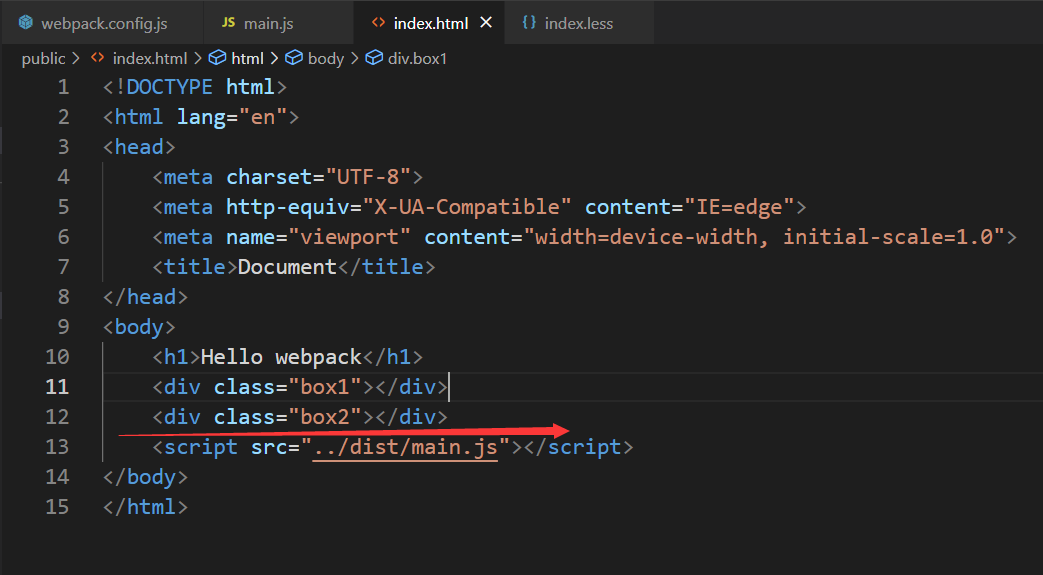 webpack.config.js JS main.js <> index.html × {} index.less
public > <> index.html > html > body > div.box1
1 <!DOCTYPE html>
2 <html lang="en">
3 <head>
4 <meta charset="UTF-8">
5 <meta http-equiv="X-UA-Compatible" content="IE=edge">
6 <meta name="viewport" content="width=device-width, initial-scale=1.0">
7 <title>Document</title>
8 </head>
9 <body>
10 <h1>Hello webpack</h1>
11 <div class="box1"></div>
12 <div class="box2"></div>
13 <script src="../dist/main.js"></script>
14 </body>
15 </html>